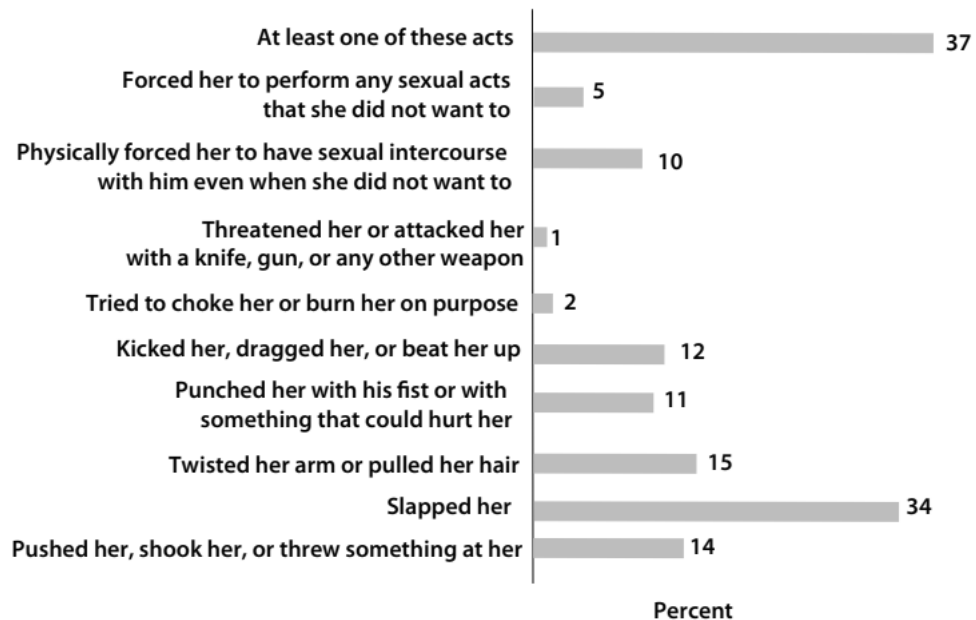 At least one of these acts
37
Forced her to perform any sexual acts
that she did not want to
5
Physically forced her to have sexual intercourse
with him even when she did not want to
10
Threatened her or attacked her
with a knife, gun, or any other weapon
1
Tried to choke her or burn her on purpose
2
Kicked her, dragged her, or beat her up
12
Punched her with his fist or with
something that could hurt her
11
Twisted her arm or pulled her hair
15
Slapped her
34
Pushed her, shook her, or threw something at her
14
Percent